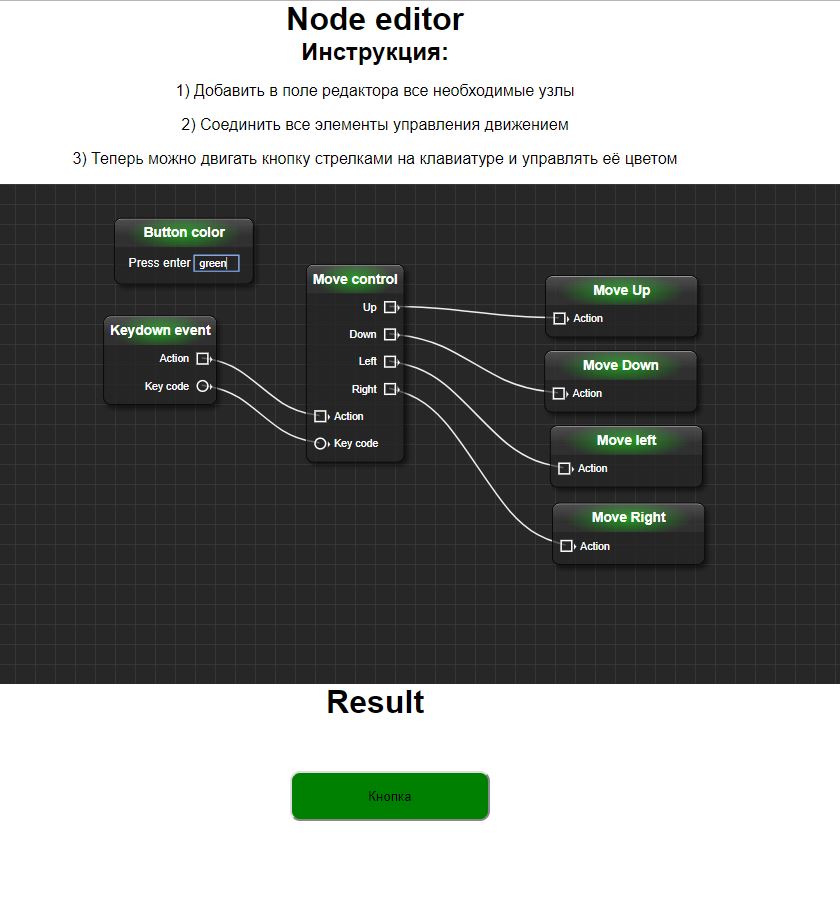 Node editor
Инструкция:
1) Добавить в поле редактора все необходимые узлы
2) Соединить все элементы управления движением
3) Теперь можно двигать кнопку стрелками на клавиатуре и управлять её цветом
Button color
Press enter green
Keydown event
Action
Key code
Move control
Up
Down
Left
Right
Action
Key code
Move Up
Action
Move Down
Action
Move left
Action
Move Right
Action
Result
Кнопка